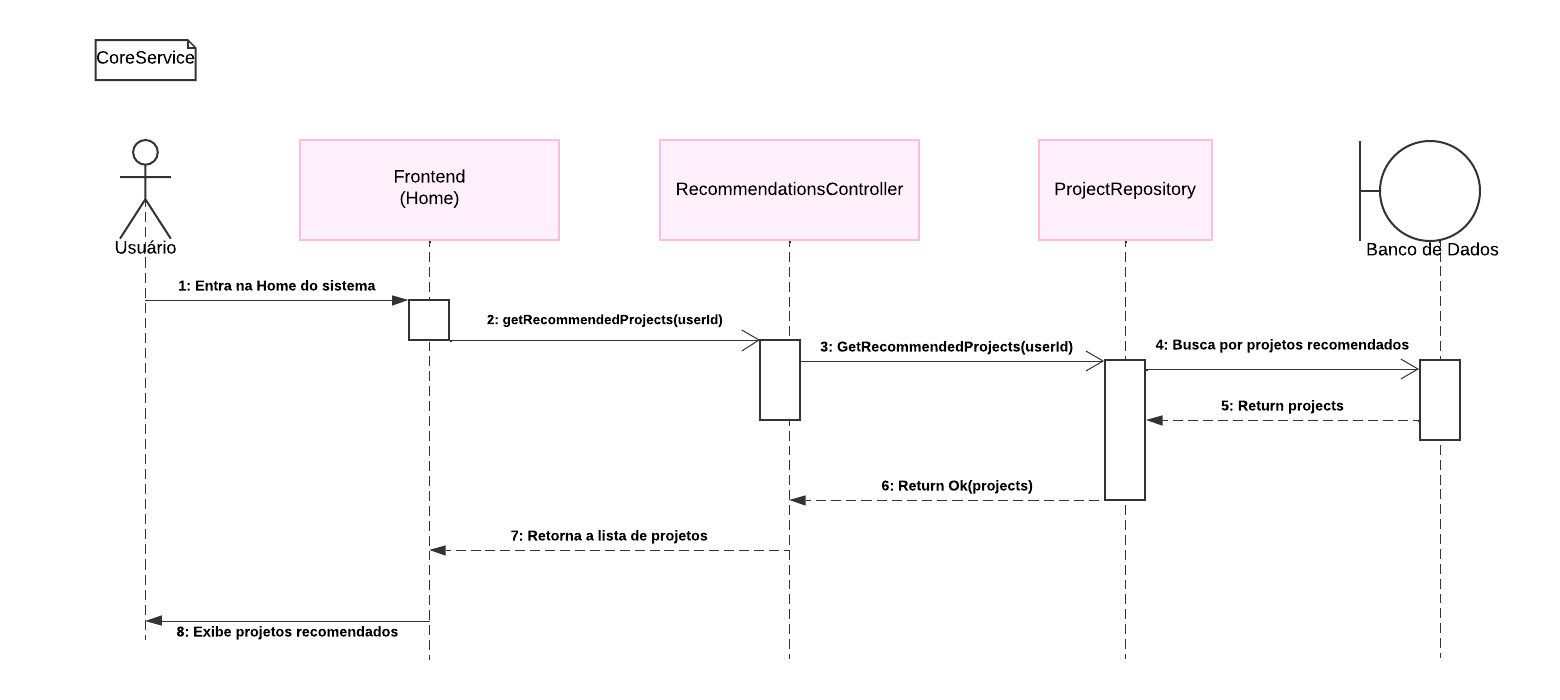 CoreService
Usuário
Frontend
(Home)
RecommendationsController
ProjectRepository
Banco de Dados
1: Entra na Home do sistema
2: getRecommendedProjects(userId)
3: GetRecommendedProjects(userId)
4: Busca por projetos recomendados
5: Return projects
6: Return Ok(projects)
7: Retorna a lista de projetos
8: Exibe projetos recomendados